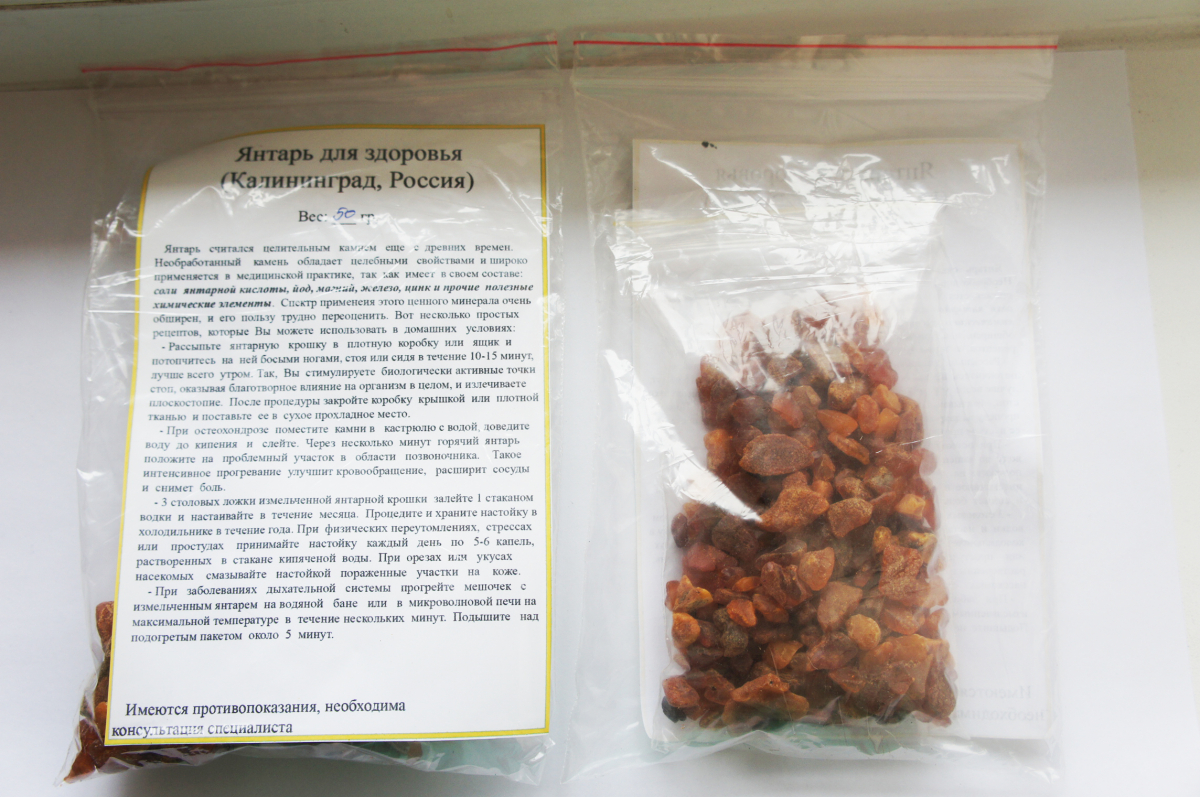 Янтарь для здоровья
(Калининград, Россия)
Вес: 50 гр
Янтарь считался целительным камнем еще с древних времен.
Необработанный камень обладает целебными свойствами и широко
применяется в медицинской практике, так как имеет в своем составе:
соли янтарной кислоты, йод, магний, железо, цинк и прочие полезные
химические элементы. Спектр применеия этого ценного минерала очень
обширен, и его пользу трудно переоценить. Вот несколько простых
рецептов, которые Вы можете использовать в домашних условиях:
- Рассыпьте янтарную крошку в плотную коробку или ящик и
потопчитесь на ней босыми ногами, стоя или сидя в течение 10-15 минут,
лучше всего утром. Так, Вы стимулируете биологически активные точки
стоп, оказывая благотворное влияние на организм в целом, и излечиваете
плоскостопие. После процедуры закройте коробку крышкой или плотной
тканью и поставьте ее в сухое прохладное место.
- При остеохондрозе поместите камни в кастрюлю с водой, доведите
воду до кипения и слейте. Через несколько минут горячий янтарь
положите на проблемный участок в области позвоночника. Такое
интенсивное прогревание улучшит кровообращение, расширит сосуды
и снимет боль.
- 3 столовых ложки измельченной янтарной крошки залейте 1 стаканом
водки и настаивайте в течение месяца. Процедите и храните настойку в
холодильнике в течение года. При физических переутомлениях, стрессах
или простудах принимайте настойку каждый день по 5-6 капель,
растворенных в стакане кипяченой воды. При орезах или укусах
насекомых смазывайте настойкой пораженные участки на коже.
- При заболеваниях дыхательной системы прогрейте мешочек с
измельченным янтарем на водяной бане или в микроволновой печи на
максимальной температуре в течение нескольких минут. Подышите над
подогретым пакетом около 5 минут.
Имеются противопоказания, необходима
консультация специалиста